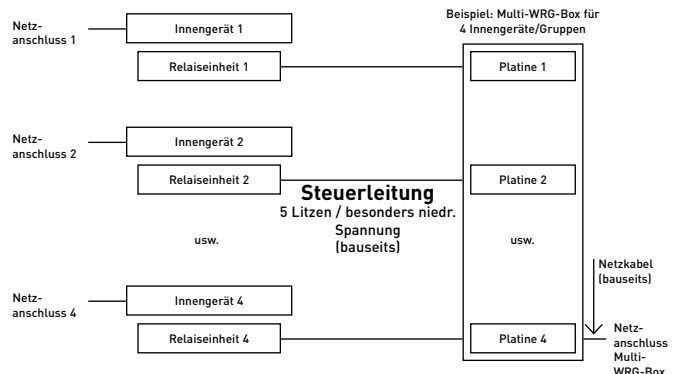 Beispiel: Multi-WRG-Box für
4 Innengeräte/Gruppen
Netz-
anschluss 1
Innengerät 1
Relaiseinheit 1
Platine 1
Netz-
anschluss 2
Innengerät 2
Relaiseinheit 2
Platine 2
Steuerleitung
5 Litzen / besonders niedr.
Spannung
(bauseits)
usw.
usw.
Netzkabel
(bauseits)
Netz-
anschluss 4
Innengerät 4
Relaiseinheit 4
Platine 4
Netz-
anschluss
Multi-
WRG-Box